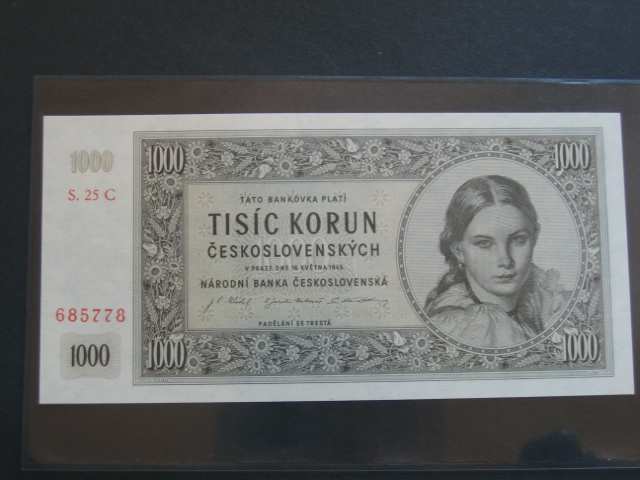 1000
S. 25 C
685778
1000
1000
1000
TATO BANKOVKA PLATÍ
TISÍC KORUN
ČESKOSLOVENSKÝCH
V PRAZE DNE 16. KVĚTNA 1945
NÁRODNÍ BANKA ČESKOSLOVENSKÁ
PADĚLÁNÍ SE TRESTÁ
1000
1000